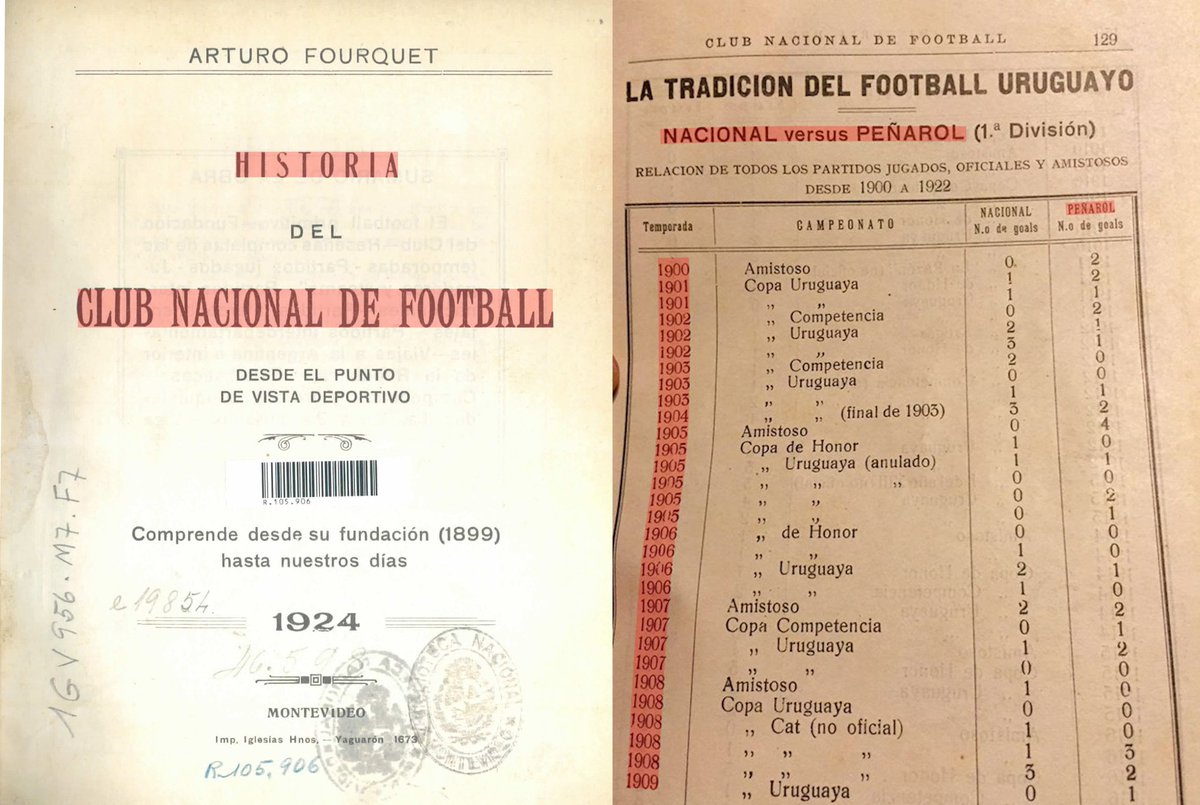 ARTURO FOURQUET
HISTORIA
DEL
CLUB NACIONAL DE FOOTBALL
DESDE EL PUNTO
DE VISTA DEPORTIVO
R.105.906
Comprende desde su fundación (1899)
hasta nuestros días
e 19854.
1924
MONTEVIDEO
Imp. Iglesias Hnos. – Yaguarón 1673
R.105.906
1GV956.M7.F7
CLUB NACIONAL DE FOOTBALL 129
LA TRADICION DEL FOOTBALL URUGUAYO
NACIONAL versus PEÑAROL (1.ª División)
RELACION DE TODOS LOS PARTIDOS JUGADOS, OFICIALES Y AMISTOSOS
DESDE 1900 A 1922
Temporada CAMPEONATO NACIONAL N.o de goals PEÑAROL N.o de goals
1900 Amistoso 0 2
1901 Copa Uruguaya 1 2
1901 ,, ,, 1 1
1902 ,, Competencia 0 2
1902 ,, Uruguaya 2 1
1902 ,, ,, 3 1
1903 ,, Competencia 2 0
1903 ,, Uruguaya 0 0
1903 ,, ,, 1 1
1904 ,, ,, (final de 1903) 3 2
1905 Amistoso 0 4
1905 Copa de Honor 1 0
1905 ,, Uruguaya (anulado) 1 1
1905 ,, ,, 0 0
1905 ,, ,, 0 2
1905 ,, ,, 0 1
1906 ,, de Honor 0 0
1906 ,, ,, 1 0
1906 ,, Uruguaya 2 1
1906 ,, ,, 1 0
1907 Amistoso 2 2
1907 Copa Competencia 0 1
1907 ,, Uruguaya 1 2
1907 ,, ,, 0 0
1908 Amistoso 1 0
1908 Copa Uruguaya 0 0
1908 ,, Cat (no oficial) 1 1
1908 ,, ,, ,, 1 3
1908 ,, ,, ,, 3 2
1909 ,, Uruguaya 0 1